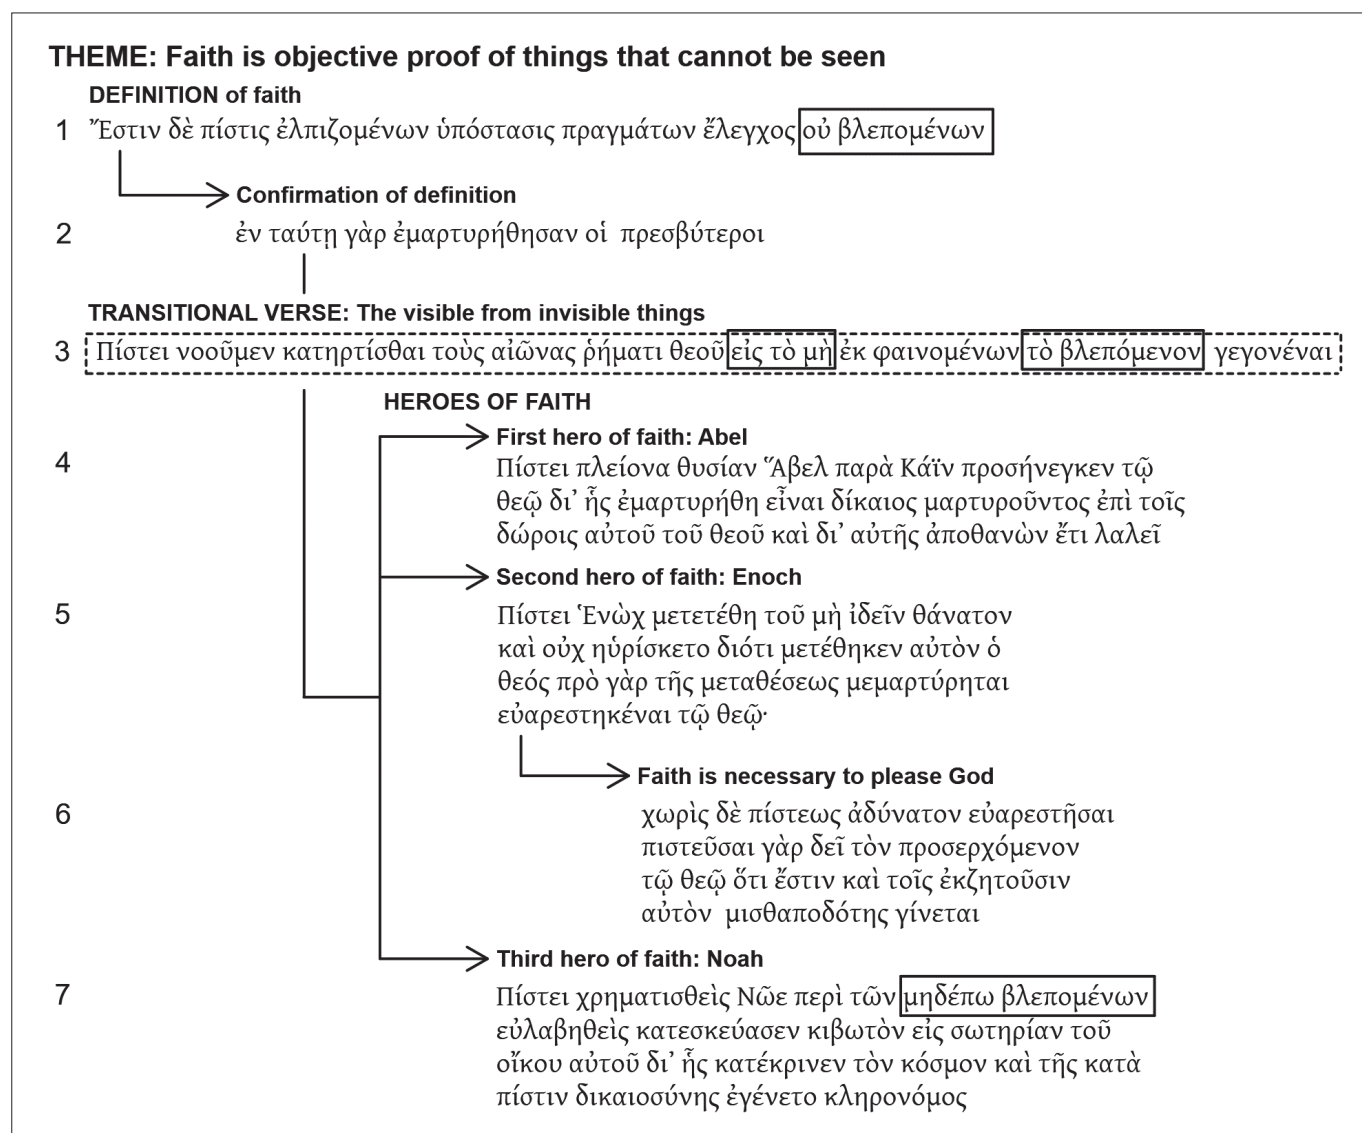 THEME: Faith is objective proof of things that cannot be seen
DEFINITION of faith
1 Ἔστιν δὲ πίστις ἐλπιζομένων ὑπόστασις πραγμάτων ἔλεγχος οὐ βλεπομένων
Confirmation of definition
2 ἐν ταύτῃ γὰρ ἐμαρτυρήθησαν οἱ πρεσβύτεροι
TRANSITIONAL VERSE: The visible from invisible things
3 Πίστει νοοῦμεν κατηρτίσθαι τοὺς αἰῶνας ῥήματι θεοῦ εἰς τὸ μὴ ἐκ φαινομένων τὸ βλεπόμενον γεγονέναι
HEROES OF FAITH
First hero of faith: Abel
4 Πίστει πλείονα θυσίαν Ἅβελ παρὰ Κάϊν προσήνεγκεν τῷ
θεῷ δι’ ἧς ἐμαρτυρήθη εἶναι δίκαιος μαρτυροῦντος ἐπὶ τοῖς
δώροις αὐτοῦ τοῦ θεοῦ καὶ δι’ αὐτῆς ἀποθανὼν ἔτι λαλεῖ
Second hero of faith: Enoch
5 Πίστει Ἑνὼχ μετετέθη τοῦ μὴ ἰδεῖν θάνατον
καὶ οὐχ ηὑρίσκετο διότι μετέθηκεν αὐτὸν ὁ
θεός πρὸ γὰρ τῆς μεταθέσεως μεμαρτύρηται
εὐαρεστηκέναι τῷ θεῷ·
Faith is necessary to please God
6 χωρὶς δὲ πίστεως ἀδύνατον εὐαρεστῆσαι
πιστεῦσαι γὰρ δεῖ τὸν προσερχόμενον
τῷ θεῷ ὅτι ἔστιν καὶ τοῖς ἐκζητοῦσιν
αὐτὸν μισθαποδότης γίνεται
Third hero of faith: Noah
7 Πίστει χρηματισθεὶς Νῶε περὶ τῶν μηδέπω βλεπομένων
εὐλαβηθεὶς κατεσκεύασεν κιβωτὸν εἰς σωτηρίαν τοῦ
οἴκου αὐτοῦ δι’ ἧς κατέκρινεν τὸν κόσμον καὶ τῆς κατὰ
πίστιν δικαιοσύνης ἐγένετο κληρονόμος